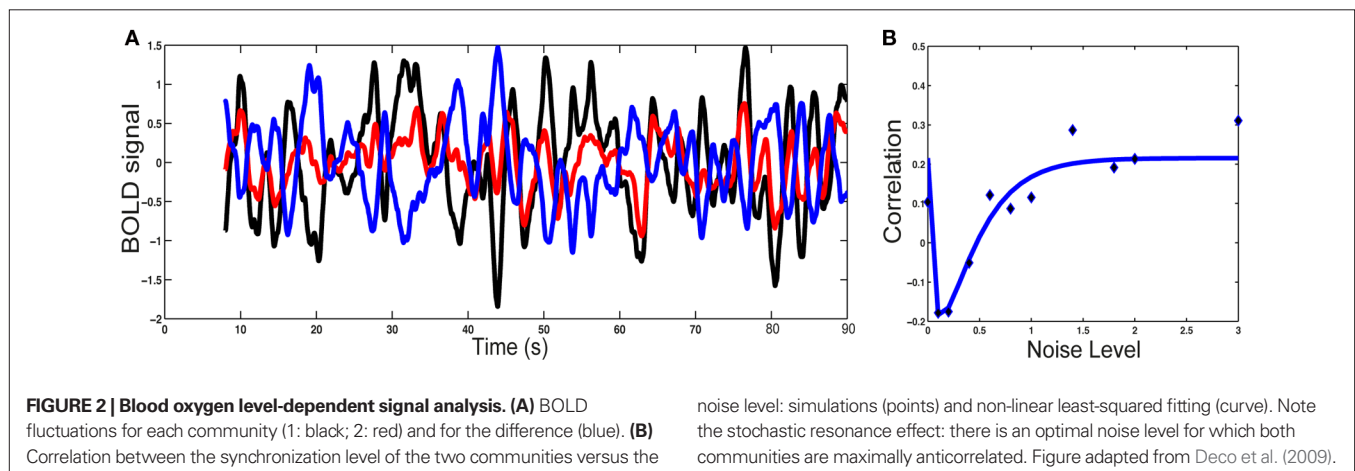 A
B
BOLD signal
1.5
1
0.5
0
-0.5
-1
-1.5
-2
0 10 20 30 40 50 60 70 80 90
Time (s)
Correlation
0.5
0.4
0.3
0.2
0.1
0
-0.1
-0.2
0 0.5 1 1.5 2 2.5 3
Noise Level
FIGURE 2 | Blood oxygen level-dependent signal analysis. (A) BOLD
fluctuations for each community (1: black; 2: red) and for the difference (blue). (B)
Correlation between the synchronization level of the two communities versus the
noise level: simulations (points) and non-linear least-squared fitting (curve). Note
the stochastic resonance effect: there is an optimal noise level for which both
communities are maximally anticorrelated. Figure adapted from Deco et al. (2009).